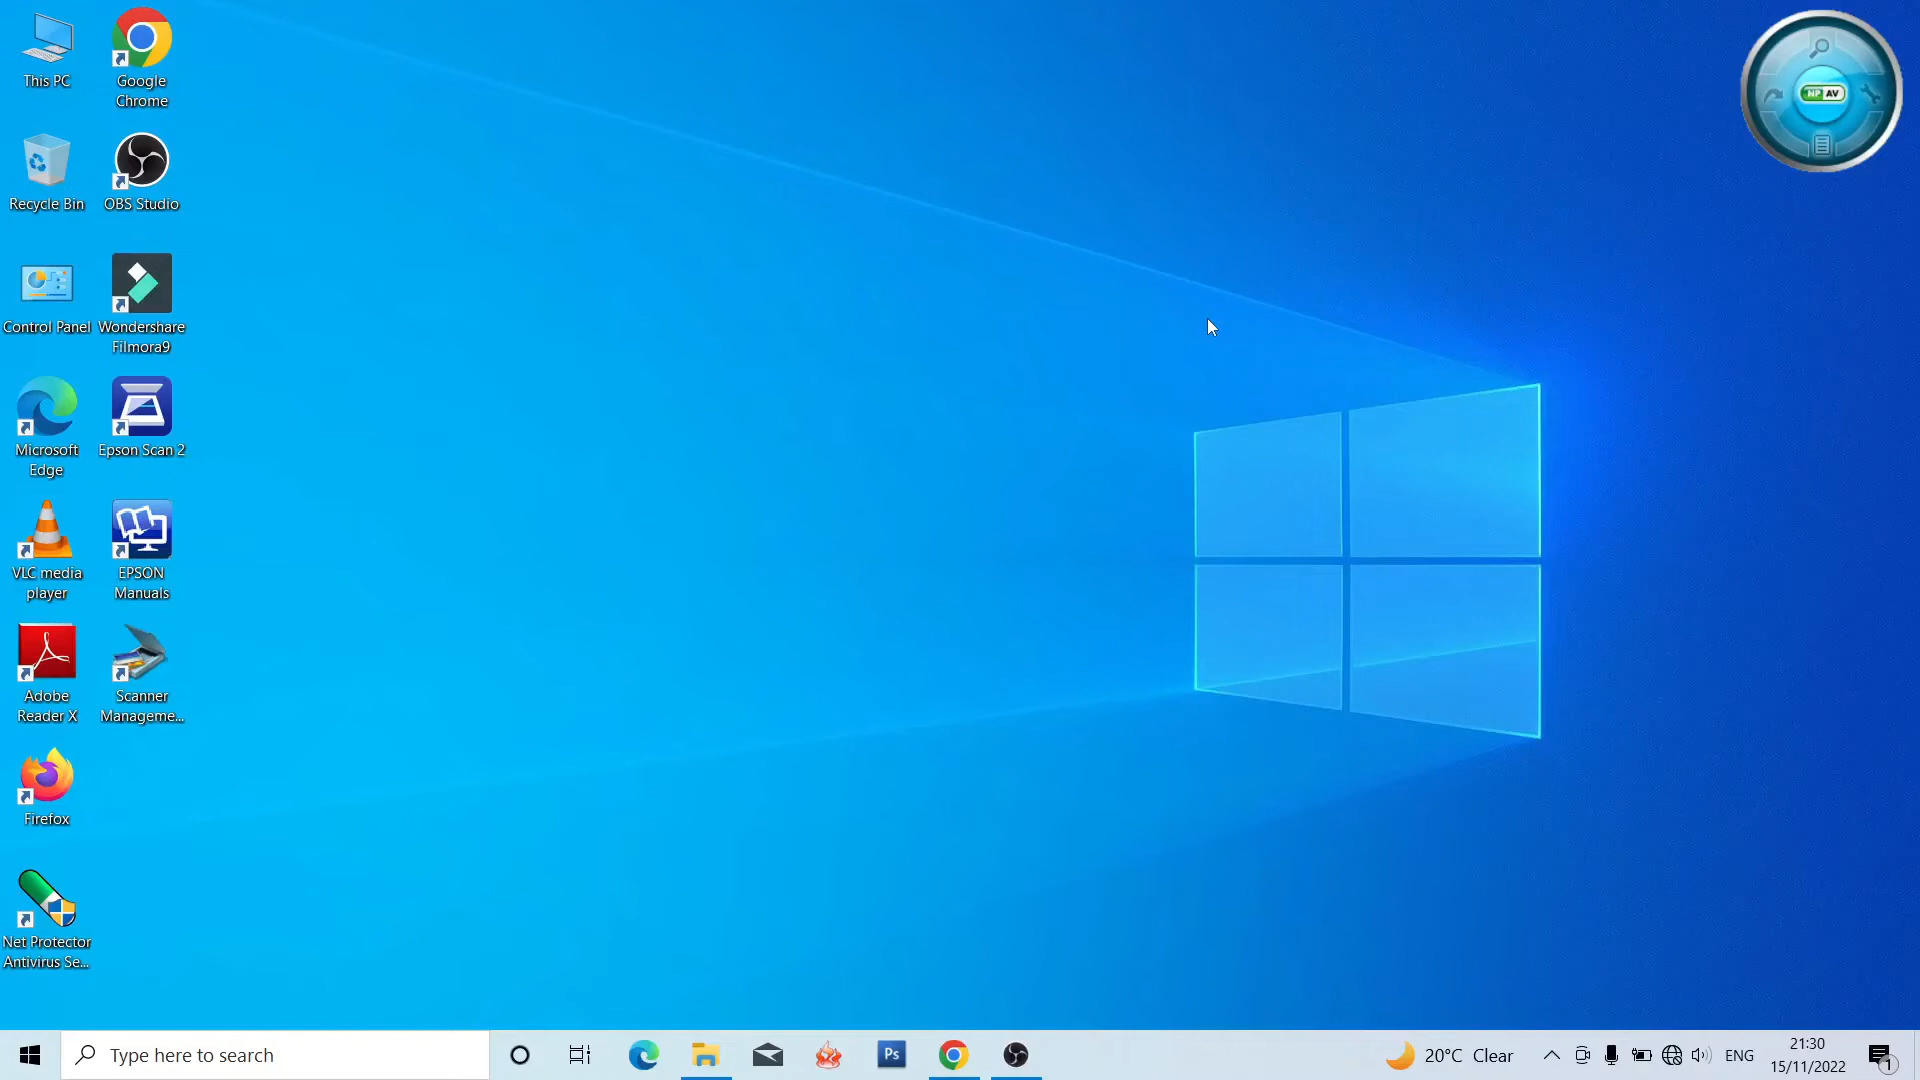 This PC
Google
Chrome
Recycle Bin
OBS Studio
Control Panel
Wondershare
Filmora9
Microsoft
Edge
Epson Scan 2
VLC media
player
EPSON
Manuals
Adobe
Reader X
Scanner
Manageme...
Firefox
Net Protector
Antivirus Se...
NP AV
Type here to search
Ps
20°C Clear
ENG
21:30
15/11/2022
1